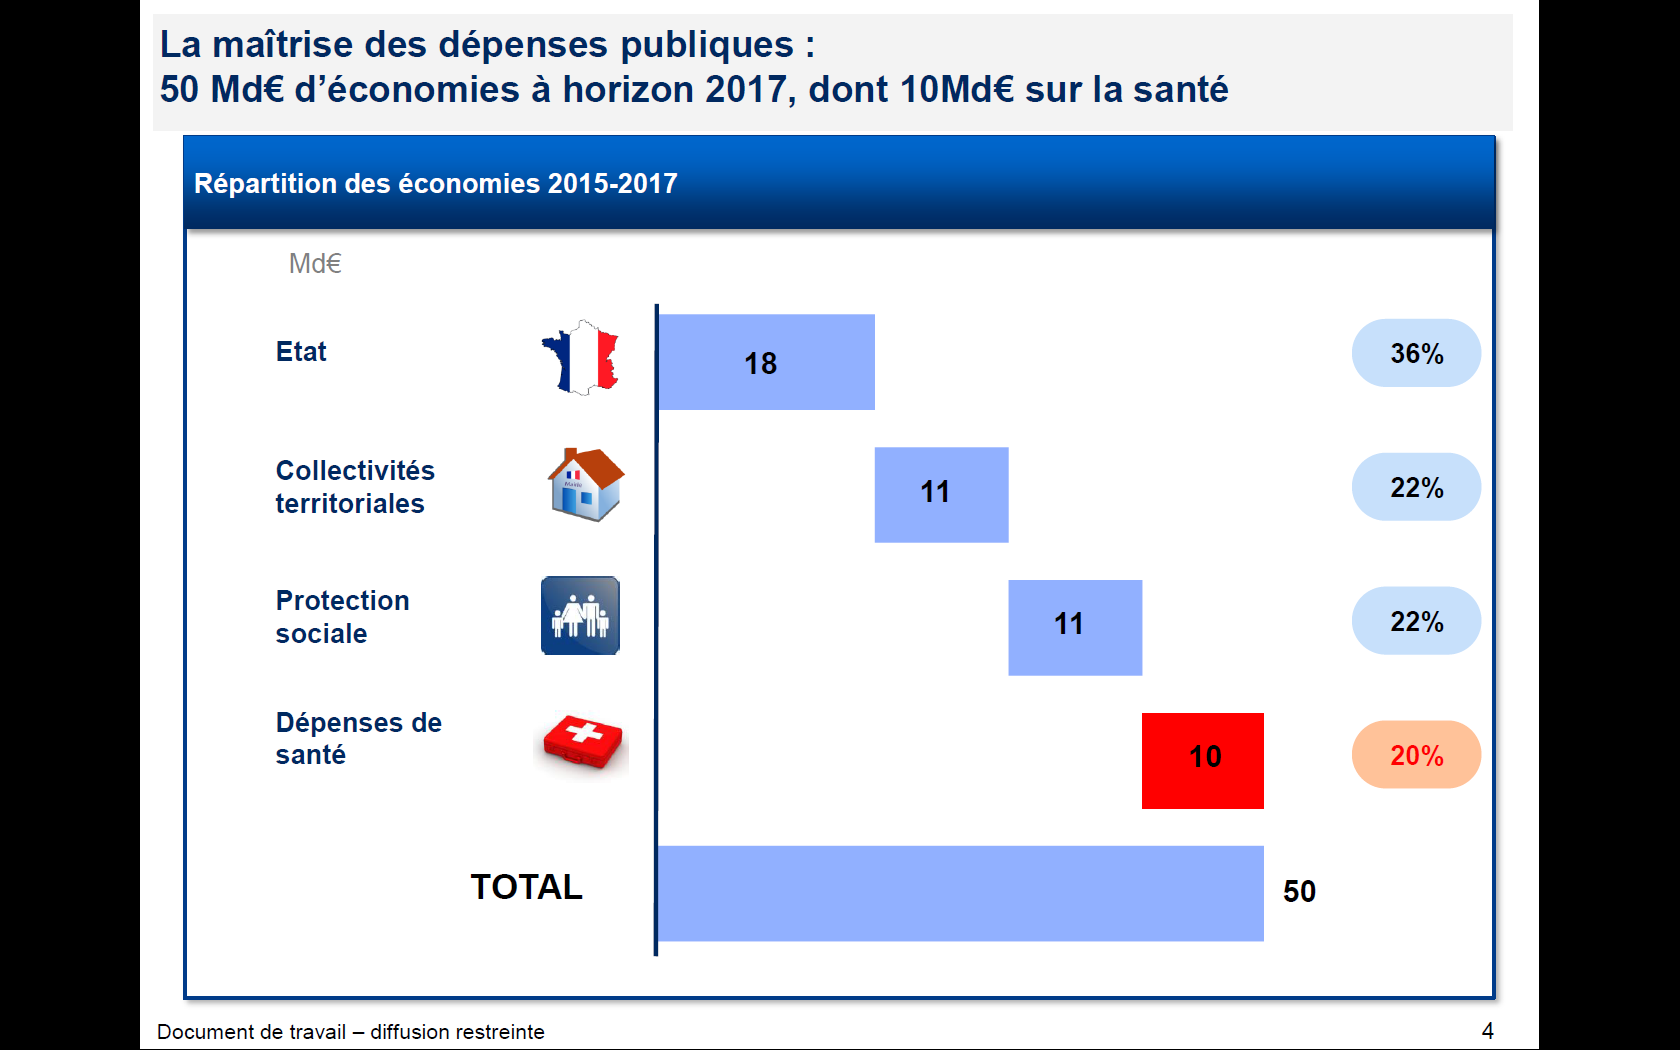 La maîtrise des dépenses publiques :
50 Md€ d’économies à horizon 2017, dont 10Md€ sur la santé
Répartition des économies 2015-2017
Md€
Etat
18
36%
Collectivités
territoriales
Mairie
11
22%
Protection
sociale
11
22%
Dépenses de
santé
10
20%
TOTAL
50
Document de travail – diffusion restreinte
4